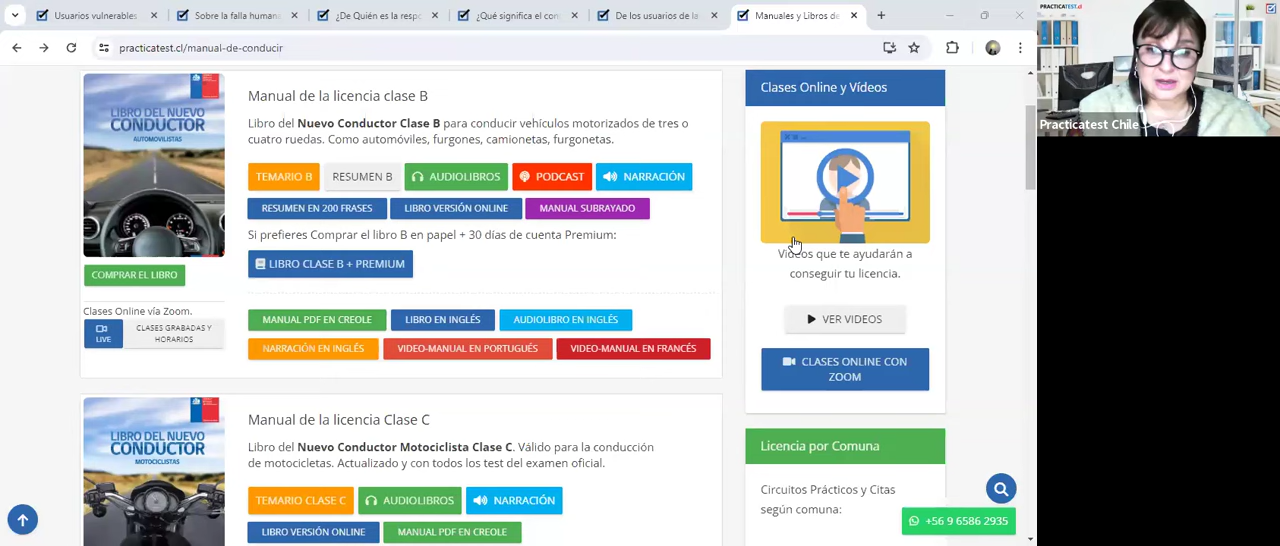 Usuarios vulnerables
Sobre la falla humana
¿De Quién es la respo
¿Qué significa el con
De los usuarios de la
Manuales y Libros de
practicatest.cl/manual-de-conducir
PRACTICATEST.cl
Practicatest Chile
LIBRO DEL NUEVO
CONDUCTOR
AUTOMOVILISTAS
COMPRAR EL LIBRO
Clases Online vía Zoom.
LIVE
CLASES GRABADAS Y
HORARIOS
Manual de la licencia clase B
Libro del Nuevo Conductor Clase B para conducir vehículos motorizados de tres o
cuatro ruedas. Como automóviles, furgones, camionetas, furgonetas.
TEMARIO B
RESUMEN B
AUDIOLIBROS
PODCAST
NARRACIÓN
RESUMEN EN 200 FRASES
LIBRO VERSIÓN ONLINE
MANUAL SUBRAYADO
Si prefieres Comprar el libro B en papel + 30 días de cuenta Premium:
LIBRO CLASE B + PREMIUM
MANUAL PDF EN CREOLE
LIBRO EN INGLÉS
AUDIOLIBRO EN INGLÉS
NARRACIÓN EN INGLÉS
VIDEO-MANUAL EN PORTUGUÉS
VIDEO-MANUAL EN FRANCÉS
LIBRO DEL NUEVO
CONDUCTOR
MOTOCICLISTAS
Manual de la licencia Clase C
Libro del Nuevo Conductor Motociclista Clase C. Válido para la conducción
de motocicletas. Actualizado y con todos los test del examen oficial.
TEMARIO CLASE C
AUDIOLIBROS
NARRACIÓN
LIBRO VERSIÓN ONLINE
MANUAL PDF EN CREOLE
Clases Online y Vídeos
Videos que te ayudarán a
conseguir tu licencia.
VER VIDEOS
CLASES ONLINE CON
ZOOM
Licencia por Comuna
Circuitos Prácticos y Citas
según comuna:
+56 9 6586 2935